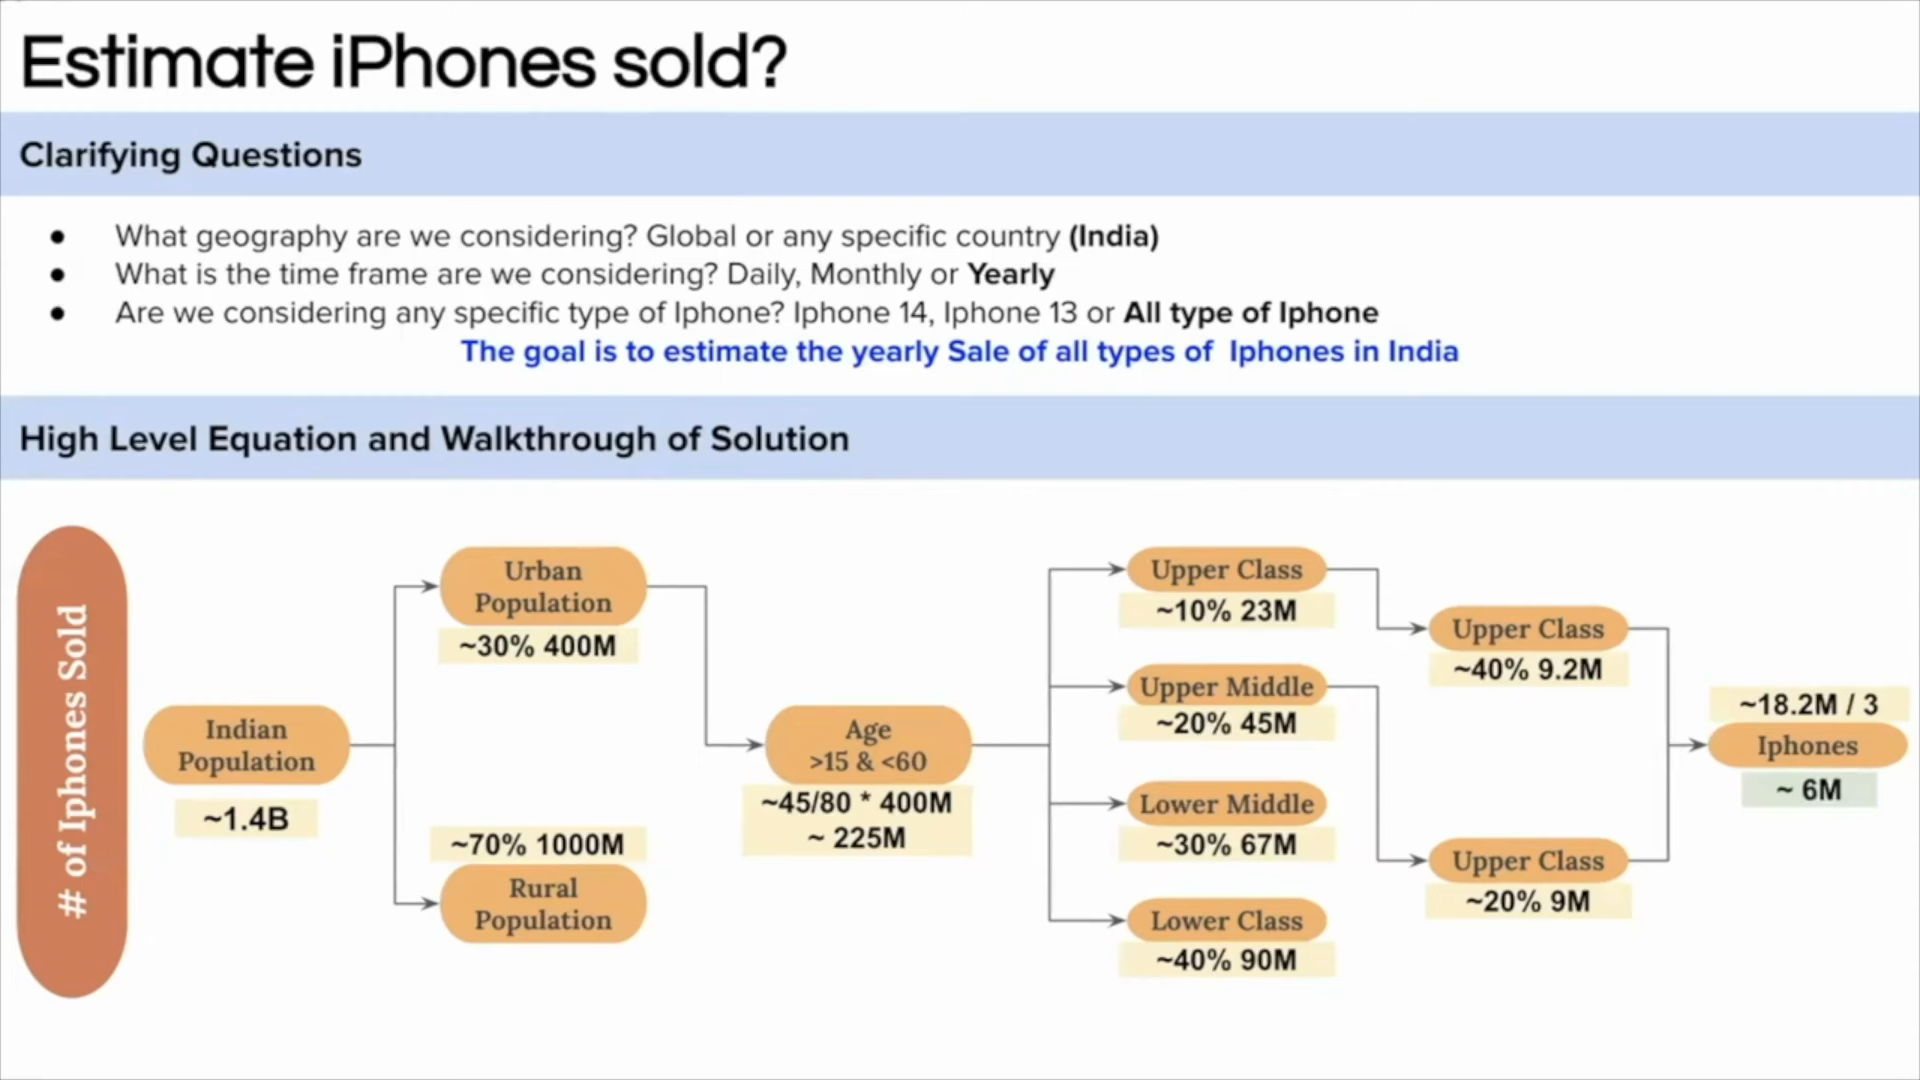 Estimate iPhones sold?
Clarifying Questions
● What geography are we considering? Global or any specific country (India)
● What is the time frame are we considering? Daily, Monthly or Yearly
● Are we considering any specific type of Iphone? Iphone 14, Iphone 13 or All type of Iphone
The goal is to estimate the yearly Sale of all types of Iphones in India
High Level Equation and Walkthrough of Solution
# of Iphones Sold
Indian
Population
~1.4B
Urban
Population
~30% 400M
~70% 1000M
Rural
Population
Age
>15 & <60
~45/80 * 400M
~ 225M
Upper Class
~10% 23M
Upper Middle
~20% 45M
Lower Middle
~30% 67M
Lower Class
~40% 90M
Upper Class
~40% 9.2M
Upper Class
~20% 9M
~18.2M / 3
Iphones
~ 6M